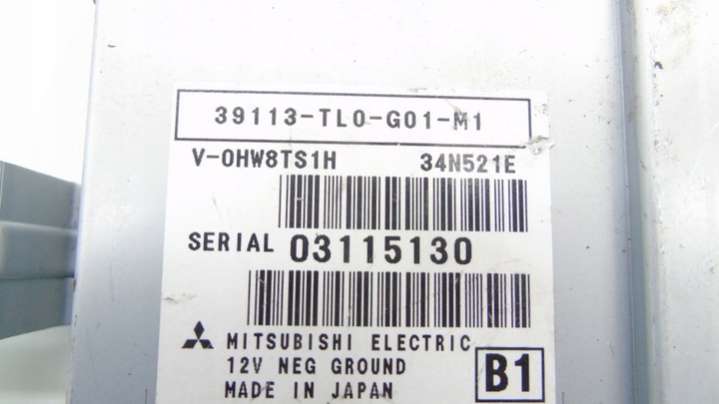 39113-TL0-G01-M1
V-0HW8TS1H 34N521E
SERIAL 03115130
MITSUBISHI ELECTRIC
12V NEG GROUND
MADE IN JAPAN B1